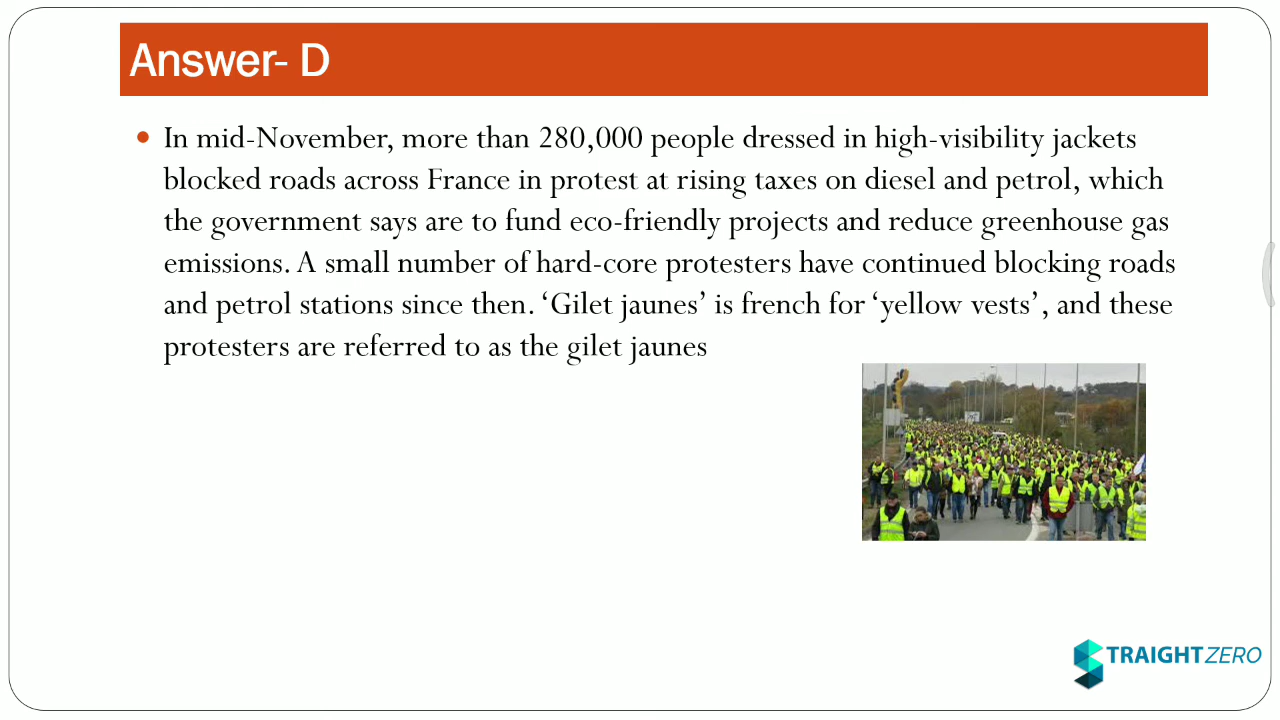 Answer- D
In mid-November, more than 280,000 people dressed in high-visibility jackets
blocked roads across France in protest at rising taxes on diesel and petrol, which
the government says are to fund eco-friendly projects and reduce greenhouse gas
emissions. A small number of hard-core protesters have continued blocking roads
and petrol stations since then. ‘Gilet jaunes’ is french for ‘yellow vests’, and these
protesters are referred to as the gilet jaunes
STRAIGHTZERO